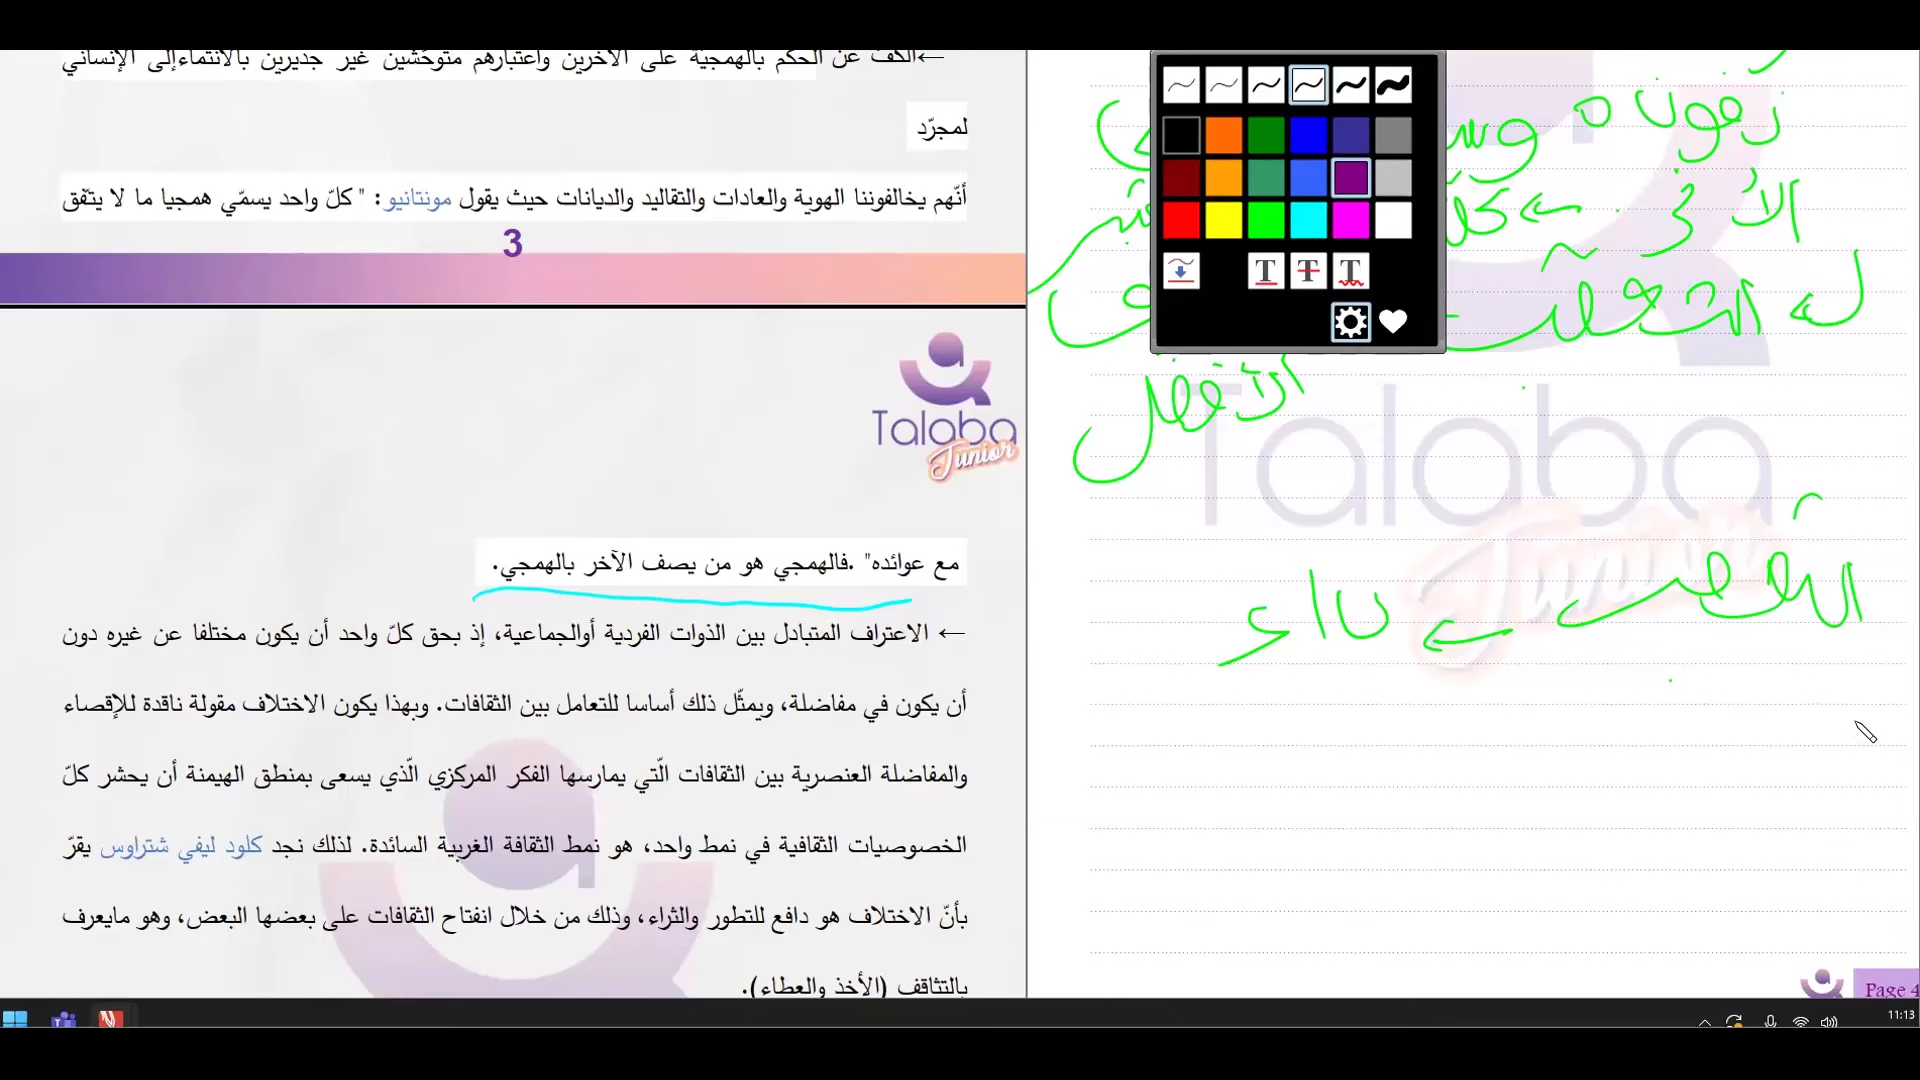 ←الكف عن الحكم بالهمجية على الآخرين واعتبارهم متوحّشين غير جديرين بالانتماءإلى الإنساني
لمجرّد
أنّهم يخالفوننا الهوية والعادات والتقاليد والديانات حيث يقول مونتانيو: " كلّ واحد يسمّي همجيا ما لا يتّفق
3
Talaba
Junior
مع عوائده" .فالهمجي هو من يصف الآخر بالهمجي.
← الاعتراف المتبادل بين الذوات الفردية أوالجماعية، إذ بحق كلّ واحد أن يكون مختلفا عن غيره دون
أن يكون في مفاضلة، ويمثّل ذلك أساسا للتعامل بين الثقافات. وبهذا يكون الاختلاف مقولة ناقدة للإقصاء
والمفاضلة العنصرية بين الثقافات الّتي يمارسها الفكر المركزي الّذي يسعى بمنطق الهيمنة أن يحشر كلّ
الخصوصيات الثقافية في نمط واحد، هو نمط الثقافة الغربية السائدة. لذلك نجد كلود ليفي شتراوس يقرّ
بأنّ الاختلاف هو دافع للتطور والثراء، وذلك من خلال انفتاح الثقافات على بعضها البعض، وهو مايعرف
بالتثاقف (الأخذ والعطاء).
T T T
الأفضل
Talaba
Junior
التعصب ← داء
Page 4
11:13